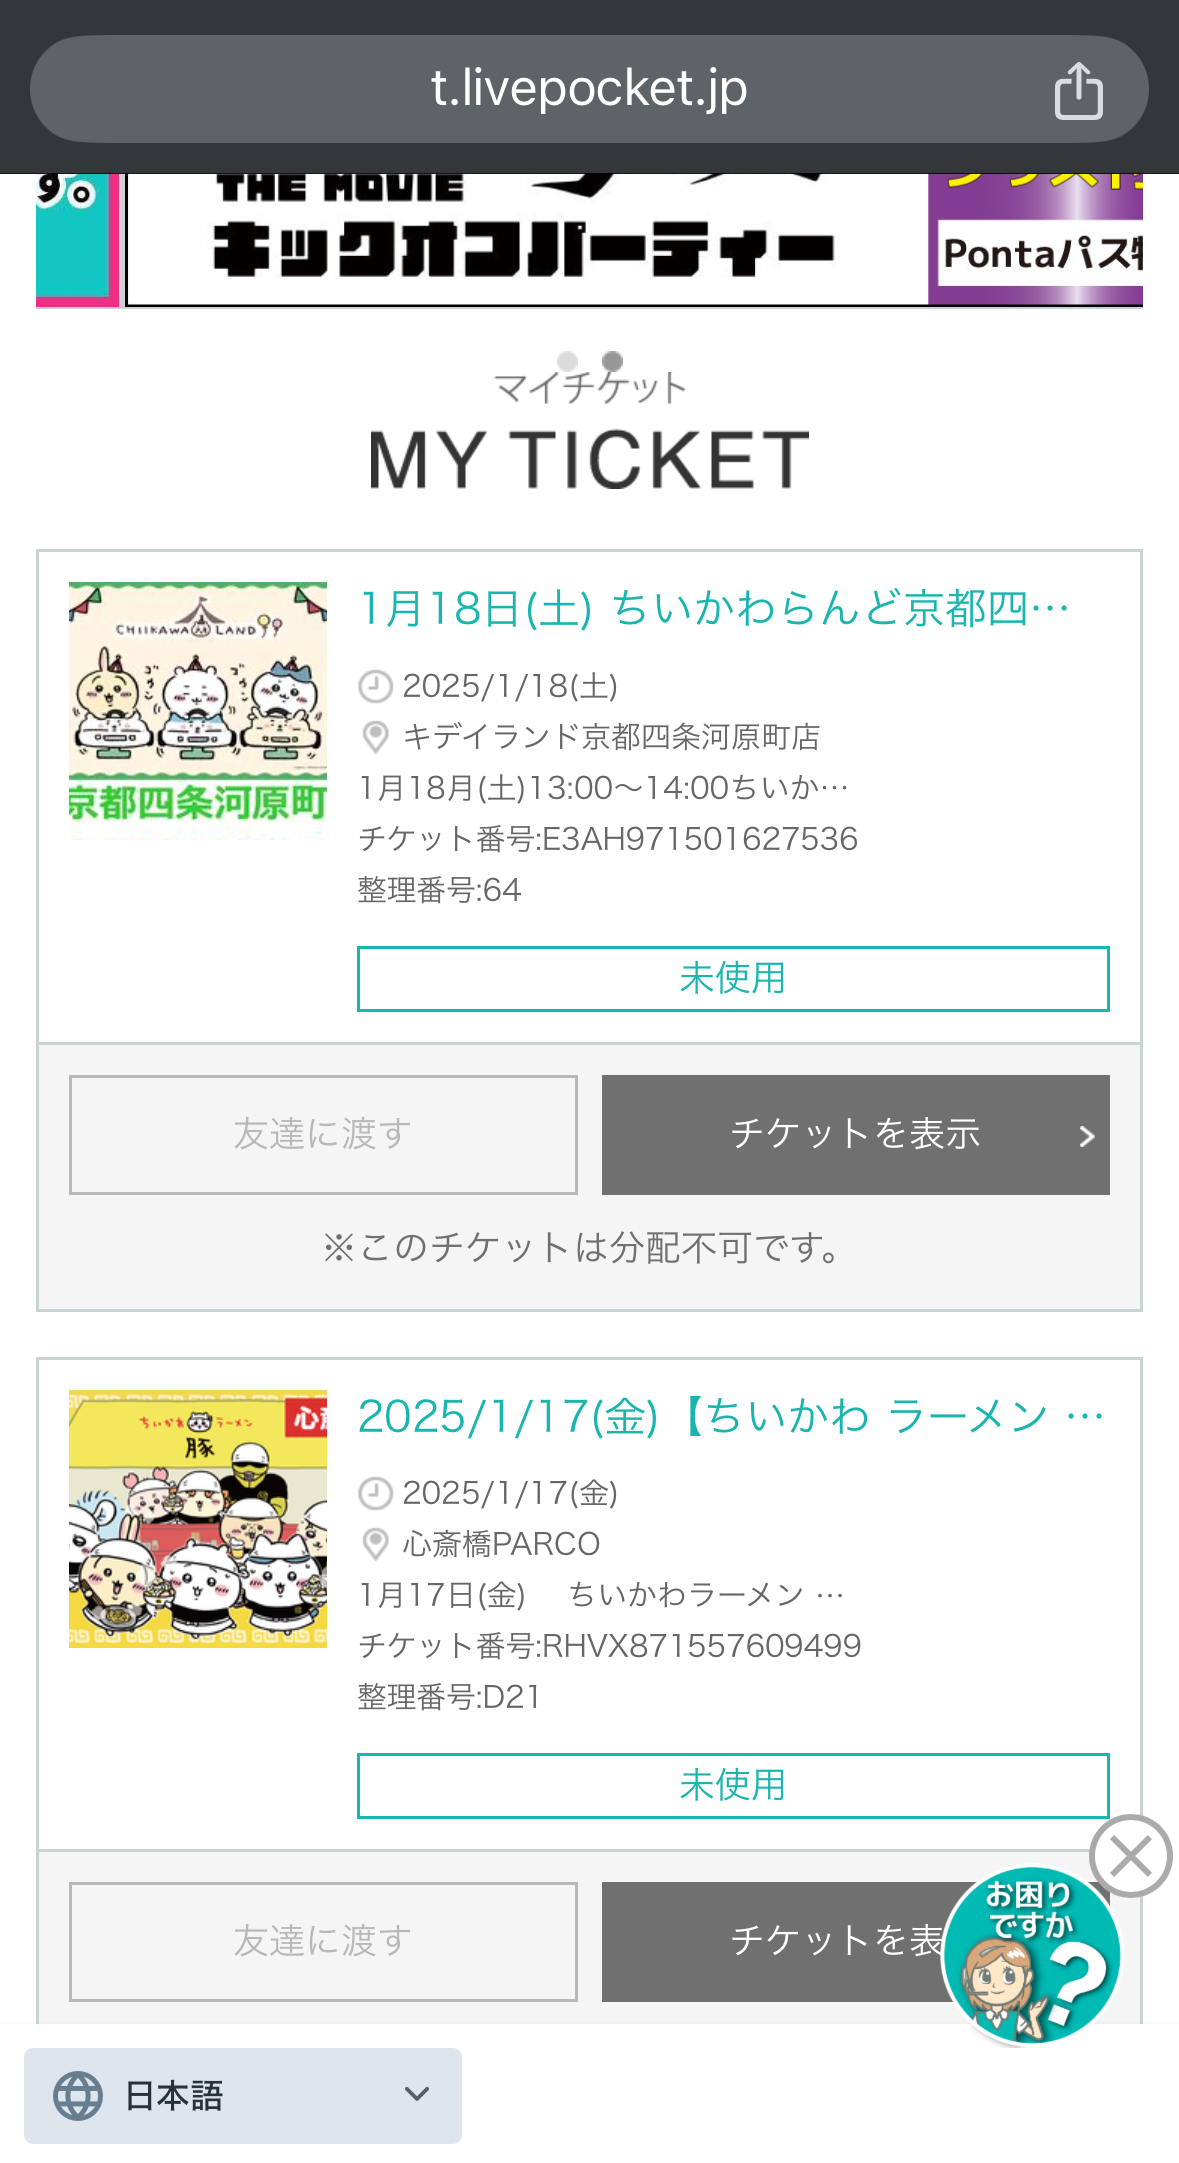 t.livepocket.jp
THE MOVIE
キックオフパーティー
Pontaパス特
マイチケット
MY TICKET
CHIIKAWA LAND
京都四条河原町
1月18日(土) ちいかわらんど京都四…
2025/1/18(土)
キデイランド京都四条河原町店
1月18月(土)13:00〜14:00ちいか…
チケット番号:E3AH971501627536
整理番号:64
未使用
友達に渡す
チケットを表示
※このチケットは分配不可です。
ちいかわ ラーメン
豚
心斎
2025/1/17(金)【ちいかわ ラーメン …
2025/1/17(金)
心斎橋PARCO
1月17日(金)　ちいかわラーメン …
チケット番号:RHVX871557609499
整理番号:D21
未使用
友達に渡す
チケットを表
お困り
ですか
?
日本語